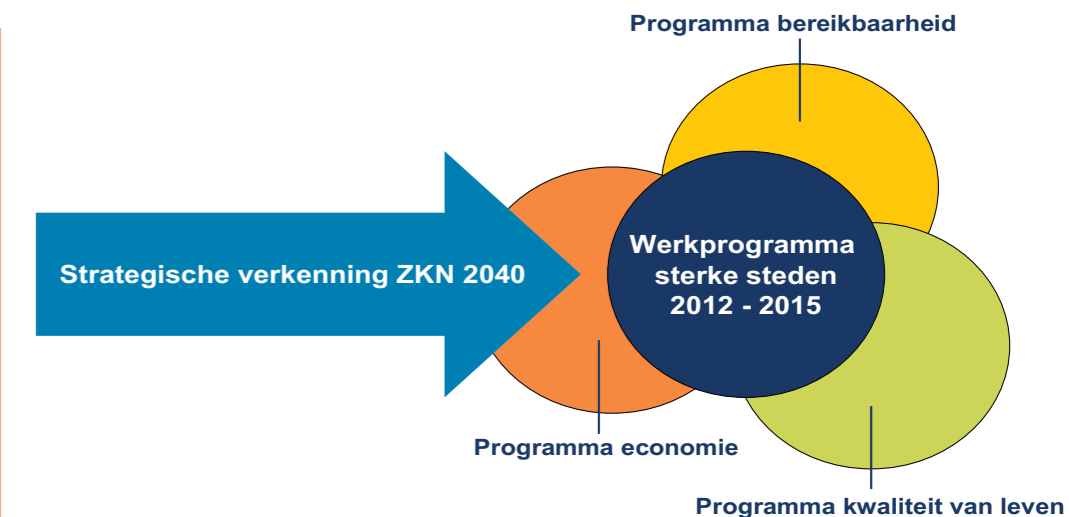 Programma bereikbaarheid
Strategische verkenning ZKN 2040
Werkprogramma
sterke steden
2012 - 2015
Programma economie
Programma kwaliteit van leven